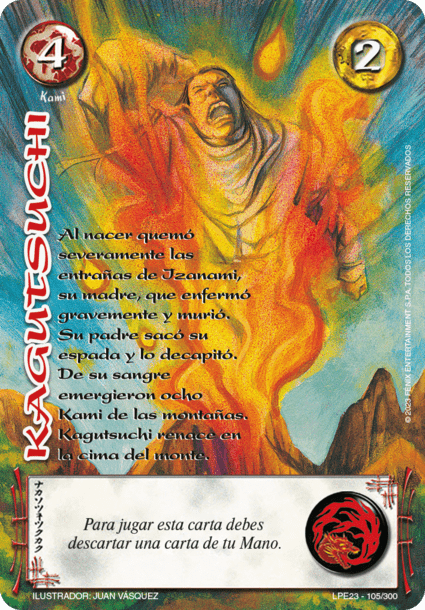 4
2
Kami
KAGUTSUCHI
Al nacer quemó
severamente las
entrañas de Izanami,
su madre, que enfermó
gravemente y murió.
Su padre sacó su
espada y lo decapitó.
De su sangre
emergieron ocho
Kami de las montañas.
Kagutsuchi renace en
la cima del monte.
© 2023 FÉNIX ENTERTAINMENT S.P.A. TODOS LOS DERECHOS RESERVADOS
Para jugar esta carta debes
descartar una carta de tu Mano.
ILUSTRADOR: JUAN VÁSQUEZ
LPE23 - 105/300